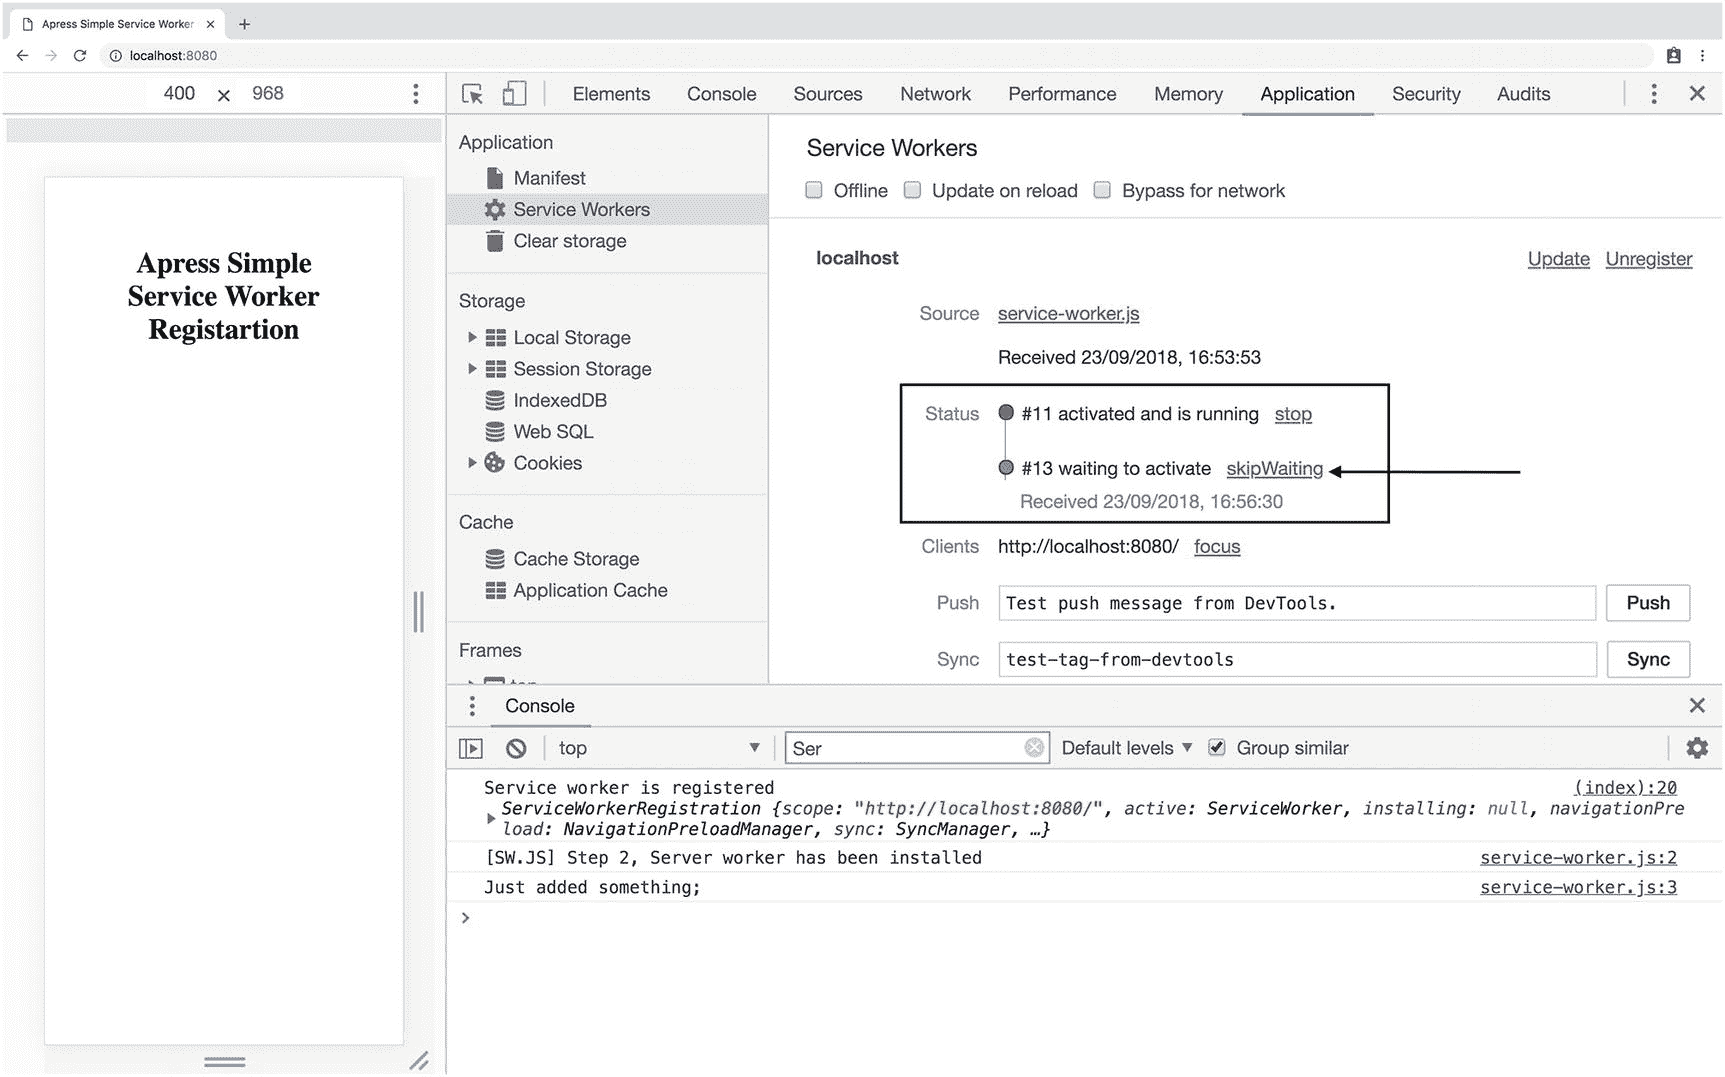 Apress Simple Service Worker
localhost:8080
400 × 968
Elements Console Sources Network Performance Memory Application Security Audits
Application
Manifest
Service Workers
Clear storage
Storage
Local Storage
Session Storage
IndexedDB
Web SQL
Cookies
Cache
Cache Storage
Application Cache
Frames
top
Apress Simple
Service Worker
Registartion
Service Workers
Offline Update on reload Bypass for network
localhost Update Unregister
Source service-worker.js
Received 23/09/2018, 16:53:53
Status #11 activated and is running stop
#13 waiting to activate skipWaiting
Received 23/09/2018, 16:56:30
Clients http://localhost:8080/ focus
Push Test push message from DevTools. Push
Sync test-tag-from-devtools Sync
Console
top Ser Default levels Group similar
Service worker is registered (index):20
ServiceWorkerRegistration {scope: "http://localhost:8080/", active: ServiceWorker, installing: null, navigationPre
load: NavigationPreloadManager, sync: SyncManager, …}
[SW.JS] Step 2, Server worker has been installed service-worker.js:2
Just added something; service-worker.js:3